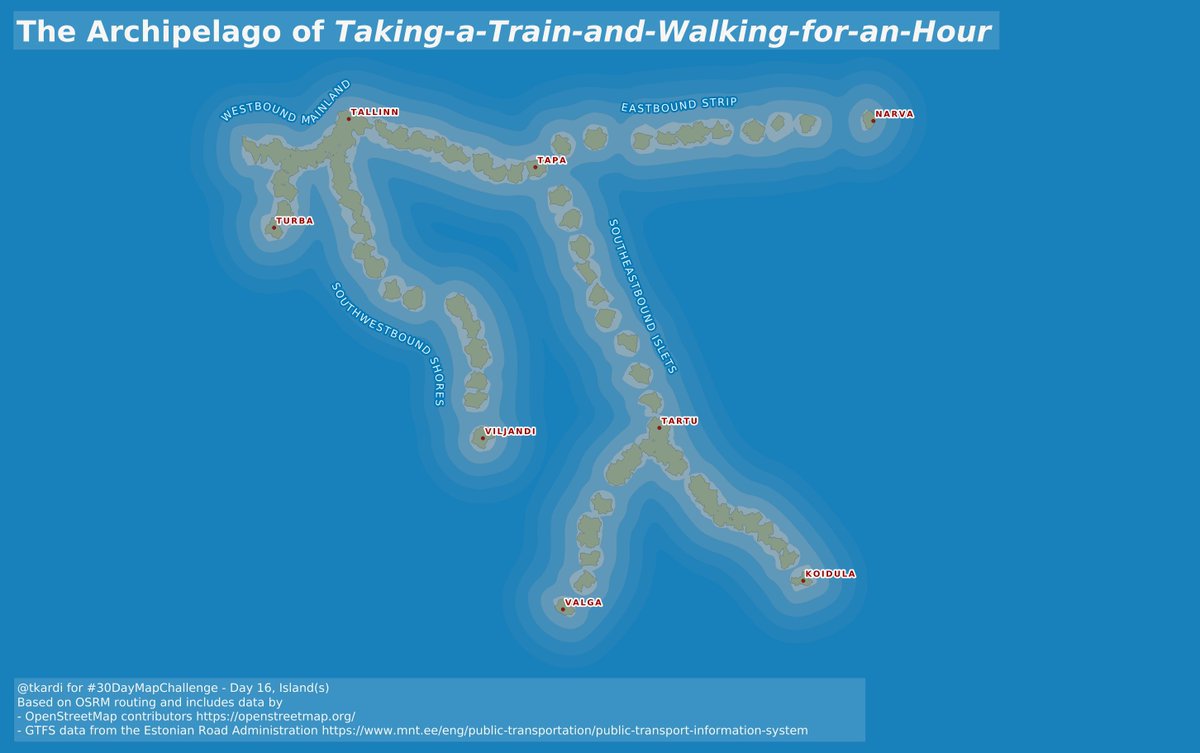 The Archipelago of Taking-a-Train-and-Walking-for-an-Hour
WESTBOUND MAINLAND
TALLINN
EASTBOUND STRIP
NARVA
TAPA
TURBA
SOUTHWESTBOUND SHORES
SOUTHEASTBOUND ISLETS
VILJANDI
TARTU
KOIDULA
VALGA
@tkardi for #30DayMapChallenge - Day 16, Island(s)
Based on OSRM routing and includes data by
- OpenStreetMap contributors https://openstreetmap.org/
- GTFS data from the Estonian Road Administration https://www.mnt.ee/eng/public-transportation/public-transport-information-system